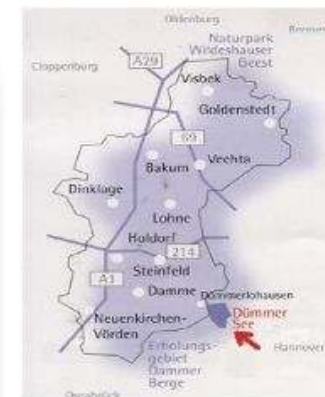 Oldenburg
Bremen
Naturpark
Wildeshauser
Geest
Cloppenburg
A29
Visbek
Goldenstedt
69
Bakum
Vechta
Dinklage
Lohne
Holdorf
214
A1
Steinfeld
Damme
Dümmerlohausen
Neuenkirchen-
Vörden
Dümmer
See
Erholungs-
gebiet
Dammer
Berge
Hannover
Osnabrück